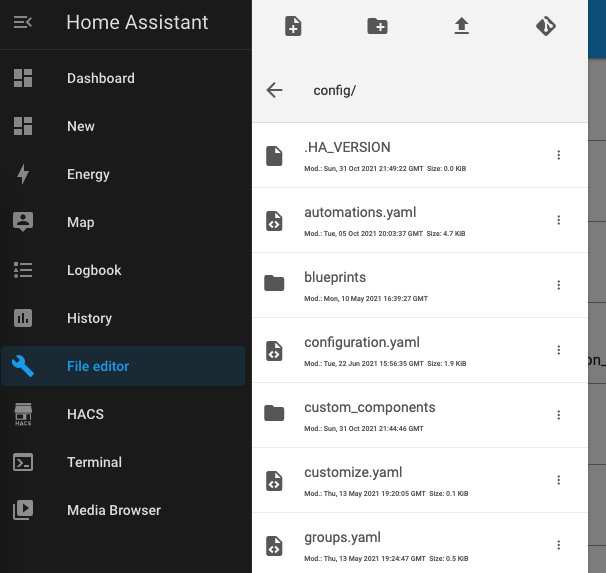 Home Assistant
Dashboard
New
Energy
Map
Logbook
History
File editor
HACS
HACS
Terminal
Media Browser
config/
.HA_VERSION
Mod.: Sun, 31 Oct 2021 21:49:22 GMT Size: 0.0 KiB
automations.yaml
Mod.: Tue, 05 Oct 2021 20:03:37 GMT Size: 4.7 KiB
blueprints
Mod.: Mon, 10 May 2021 16:39:27 GMT
configuration.yaml
Mod.: Tue, 22 Jun 2021 15:56:35 GMT Size: 1.9 KiB
custom_components
Mod.: Sun, 31 Oct 2021 21:44:46 GMT
customize.yaml
Mod.: Thu, 13 May 2021 19:20:05 GMT Size: 0.1 KiB
groups.yaml
Mod.: Thu, 13 May 2021 19:24:47 GMT Size: 0.5 KiB